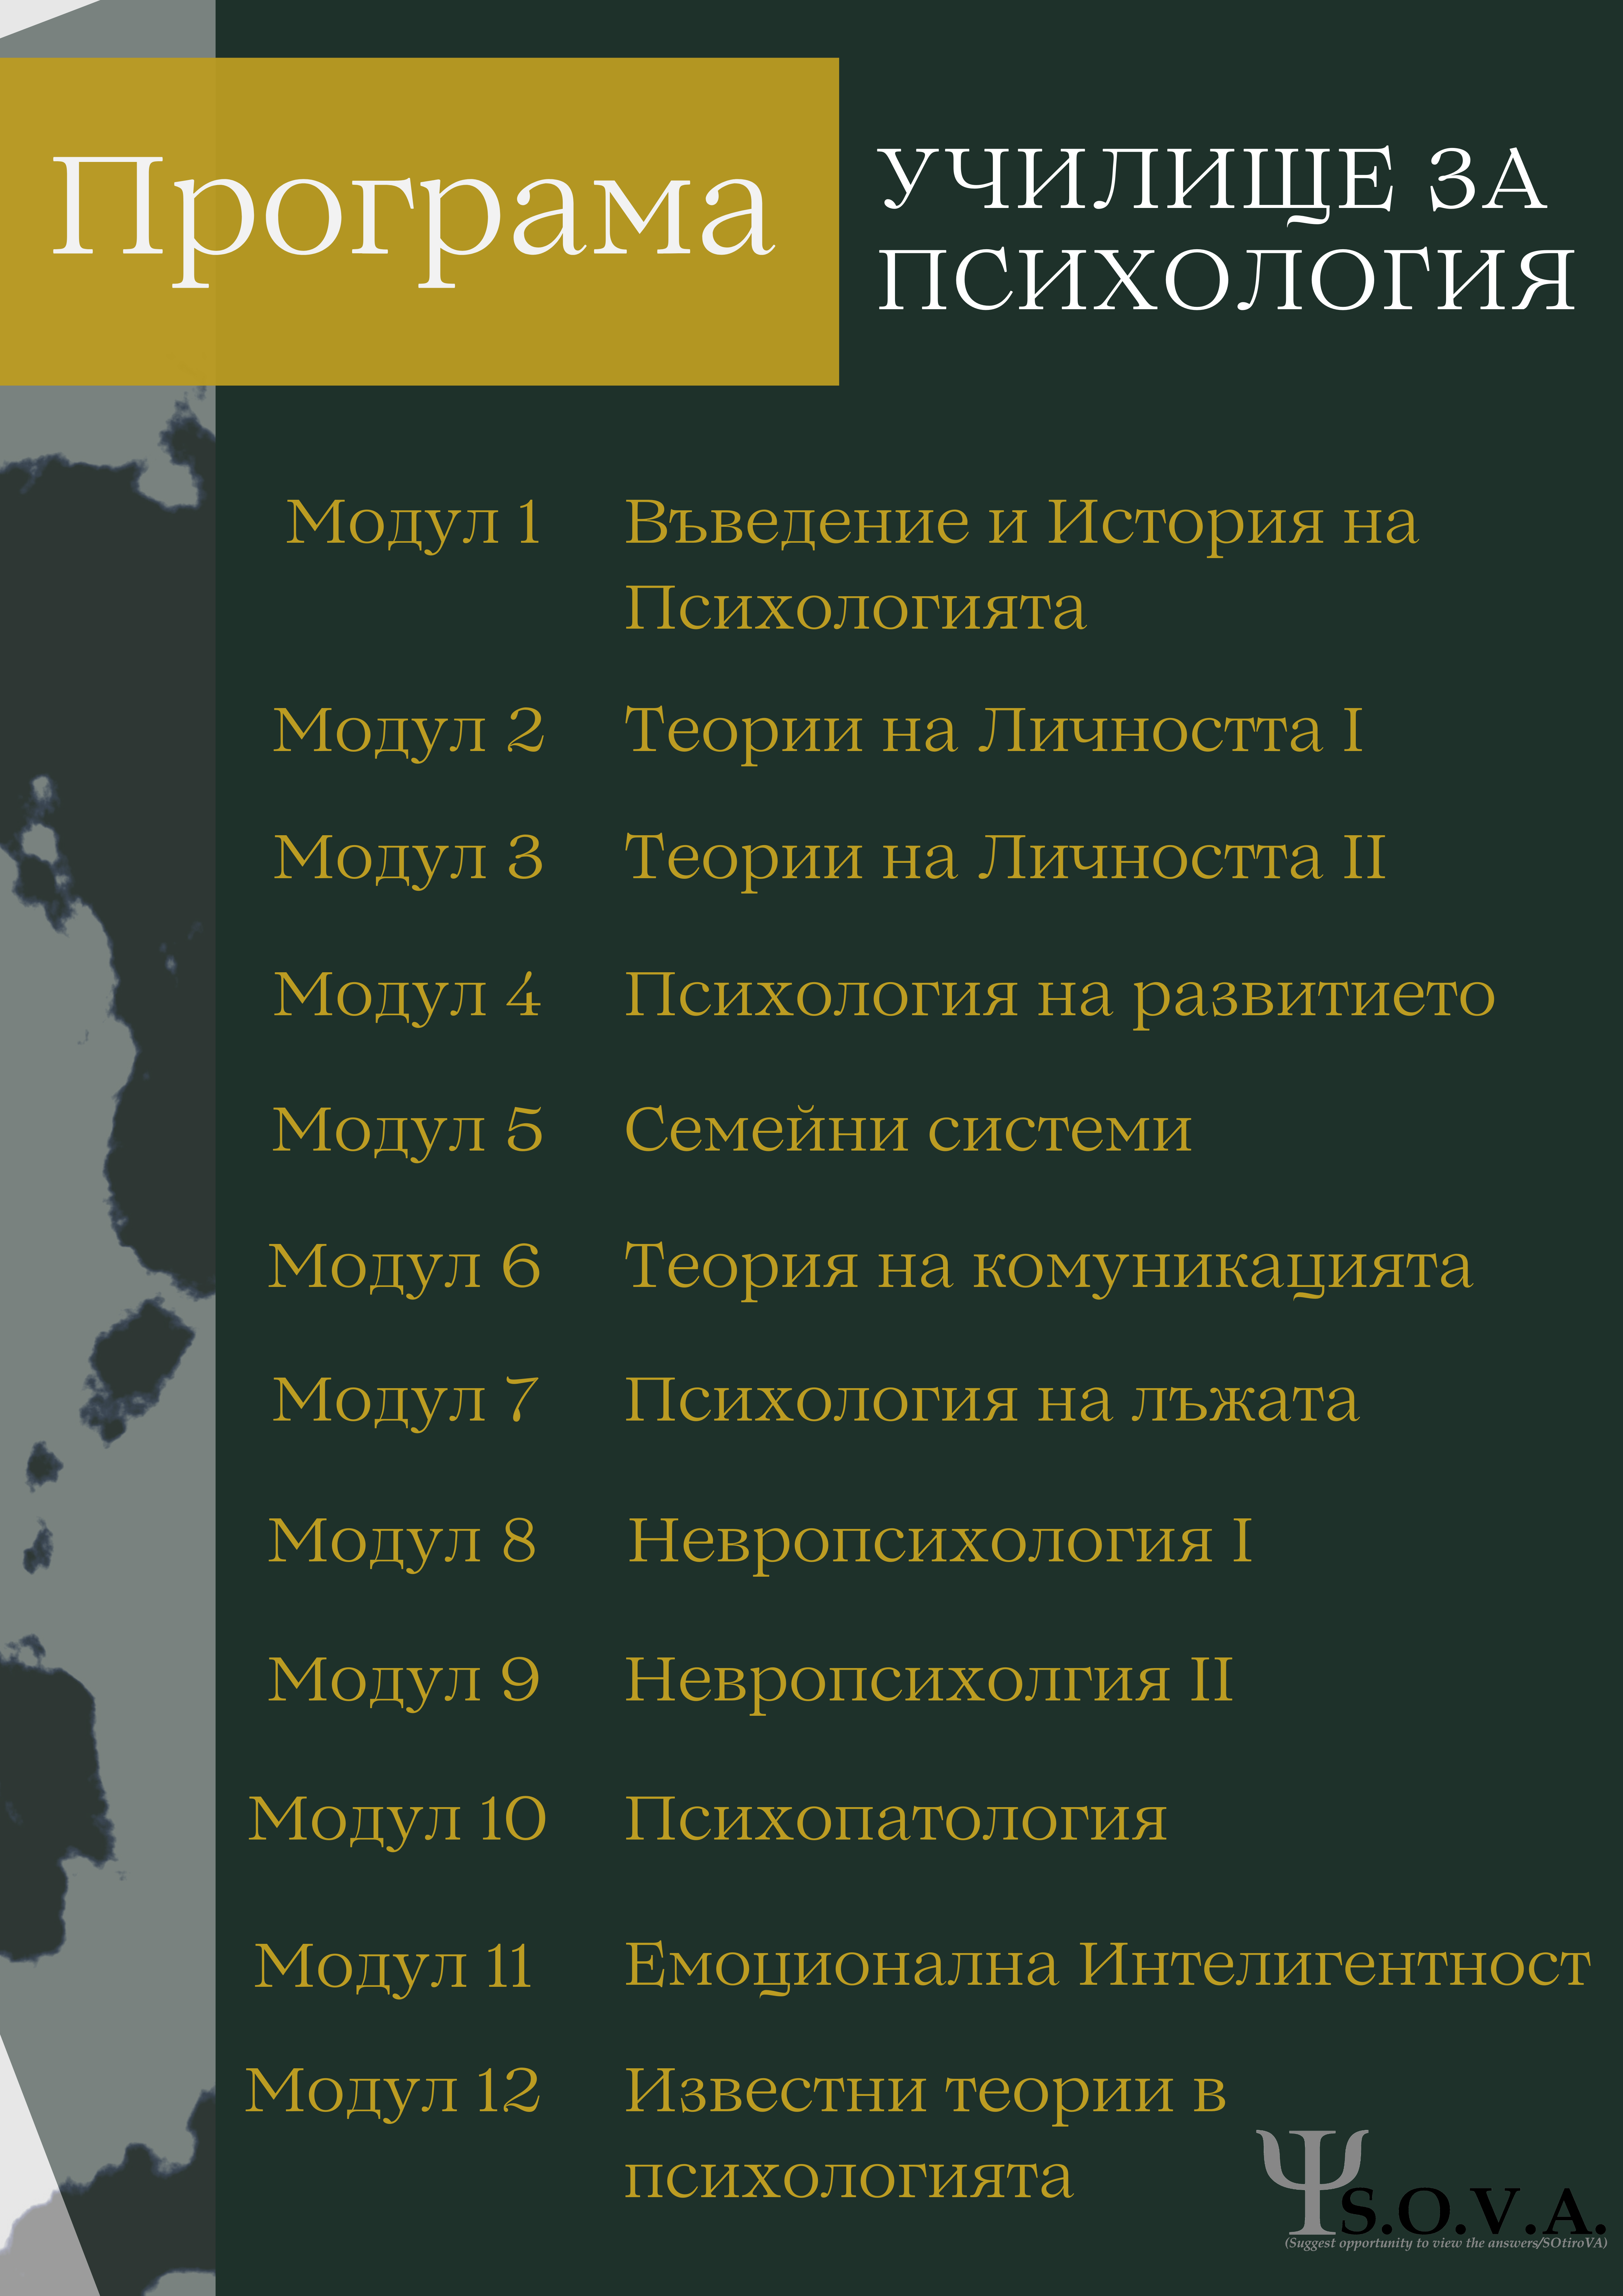 Програма
УЧИЛИЩЕ ЗА
ПСИХОЛОГИЯ
Модул 1 Въведение и История на
Психологията
Модул 2 Теории на Личността I
Модул 3 Теории на Личността II
Модул 4 Психология на развитието
Модул 5 Семейни системи
Модул 6 Теория на комуникацията
Модул 7 Психология на лъжата
Модул 8 Невропсихология I
Модул 9 Невропсихолгия II
Модул 10 Психопатология
Модул 11 Емоционална Интелигентност
Модул 12 Известни теории в
психологията
Ψ S.O.V.A.
(Suggest opportunity to view the answers/SOtiroVA)